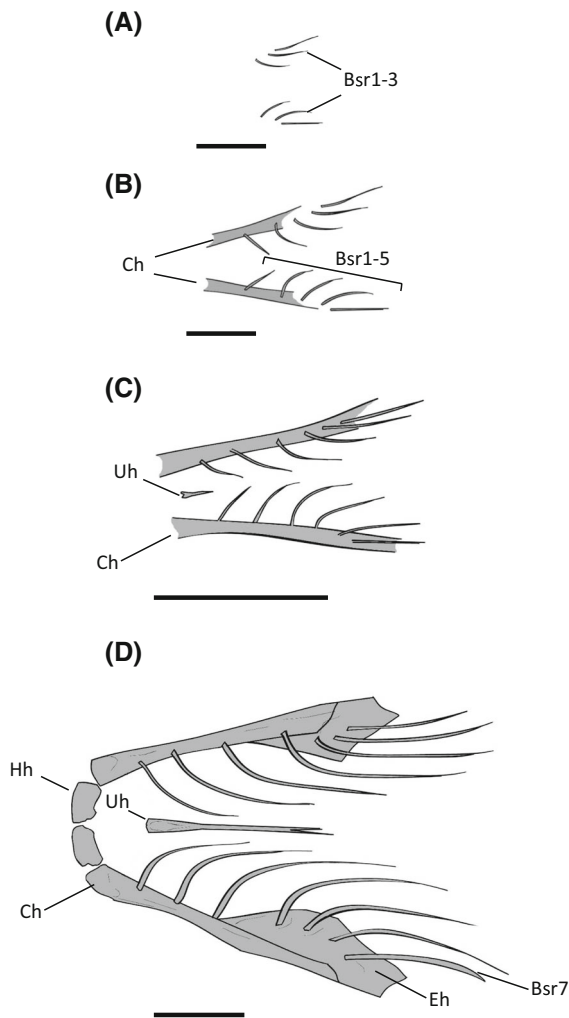 (A)
Bsr1-3
(B)
Ch
Bsr1-5
(C)
Uh
Ch
(D)
Hh
Uh
Ch
Eh
Bsr7